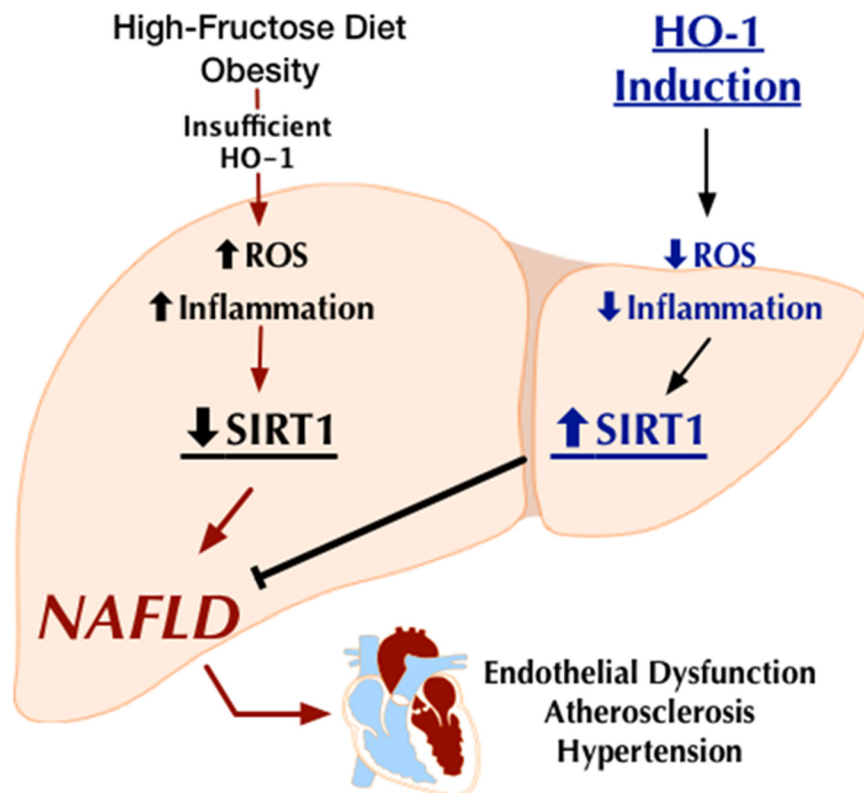 High-Fructose Diet
Obesity
Insufficient
HO-1
↑ ROS
↑ Inflammation
↓ SIRT1
NAFLD
HO-1
Induction
↓ ROS
↓ Inflammation
↑ SIRT1
Endothelial Dysfunction
Atherosclerosis
Hypertension